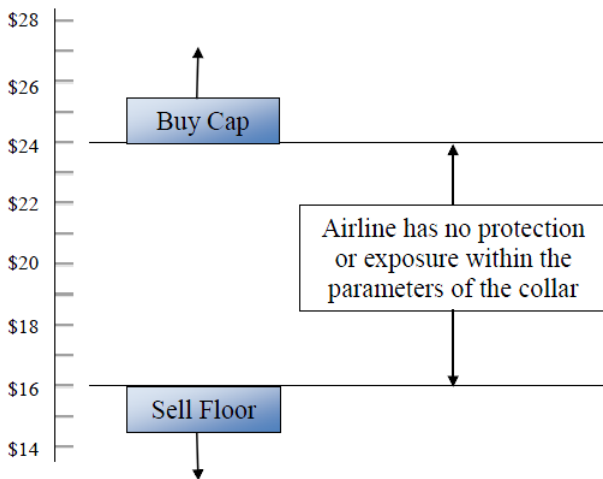 $28
$26
Buy Cap
$24
$22
Airline has no protection
or exposure within the
parameters of the collar
$20
$18
$16
Sell Floor
$14